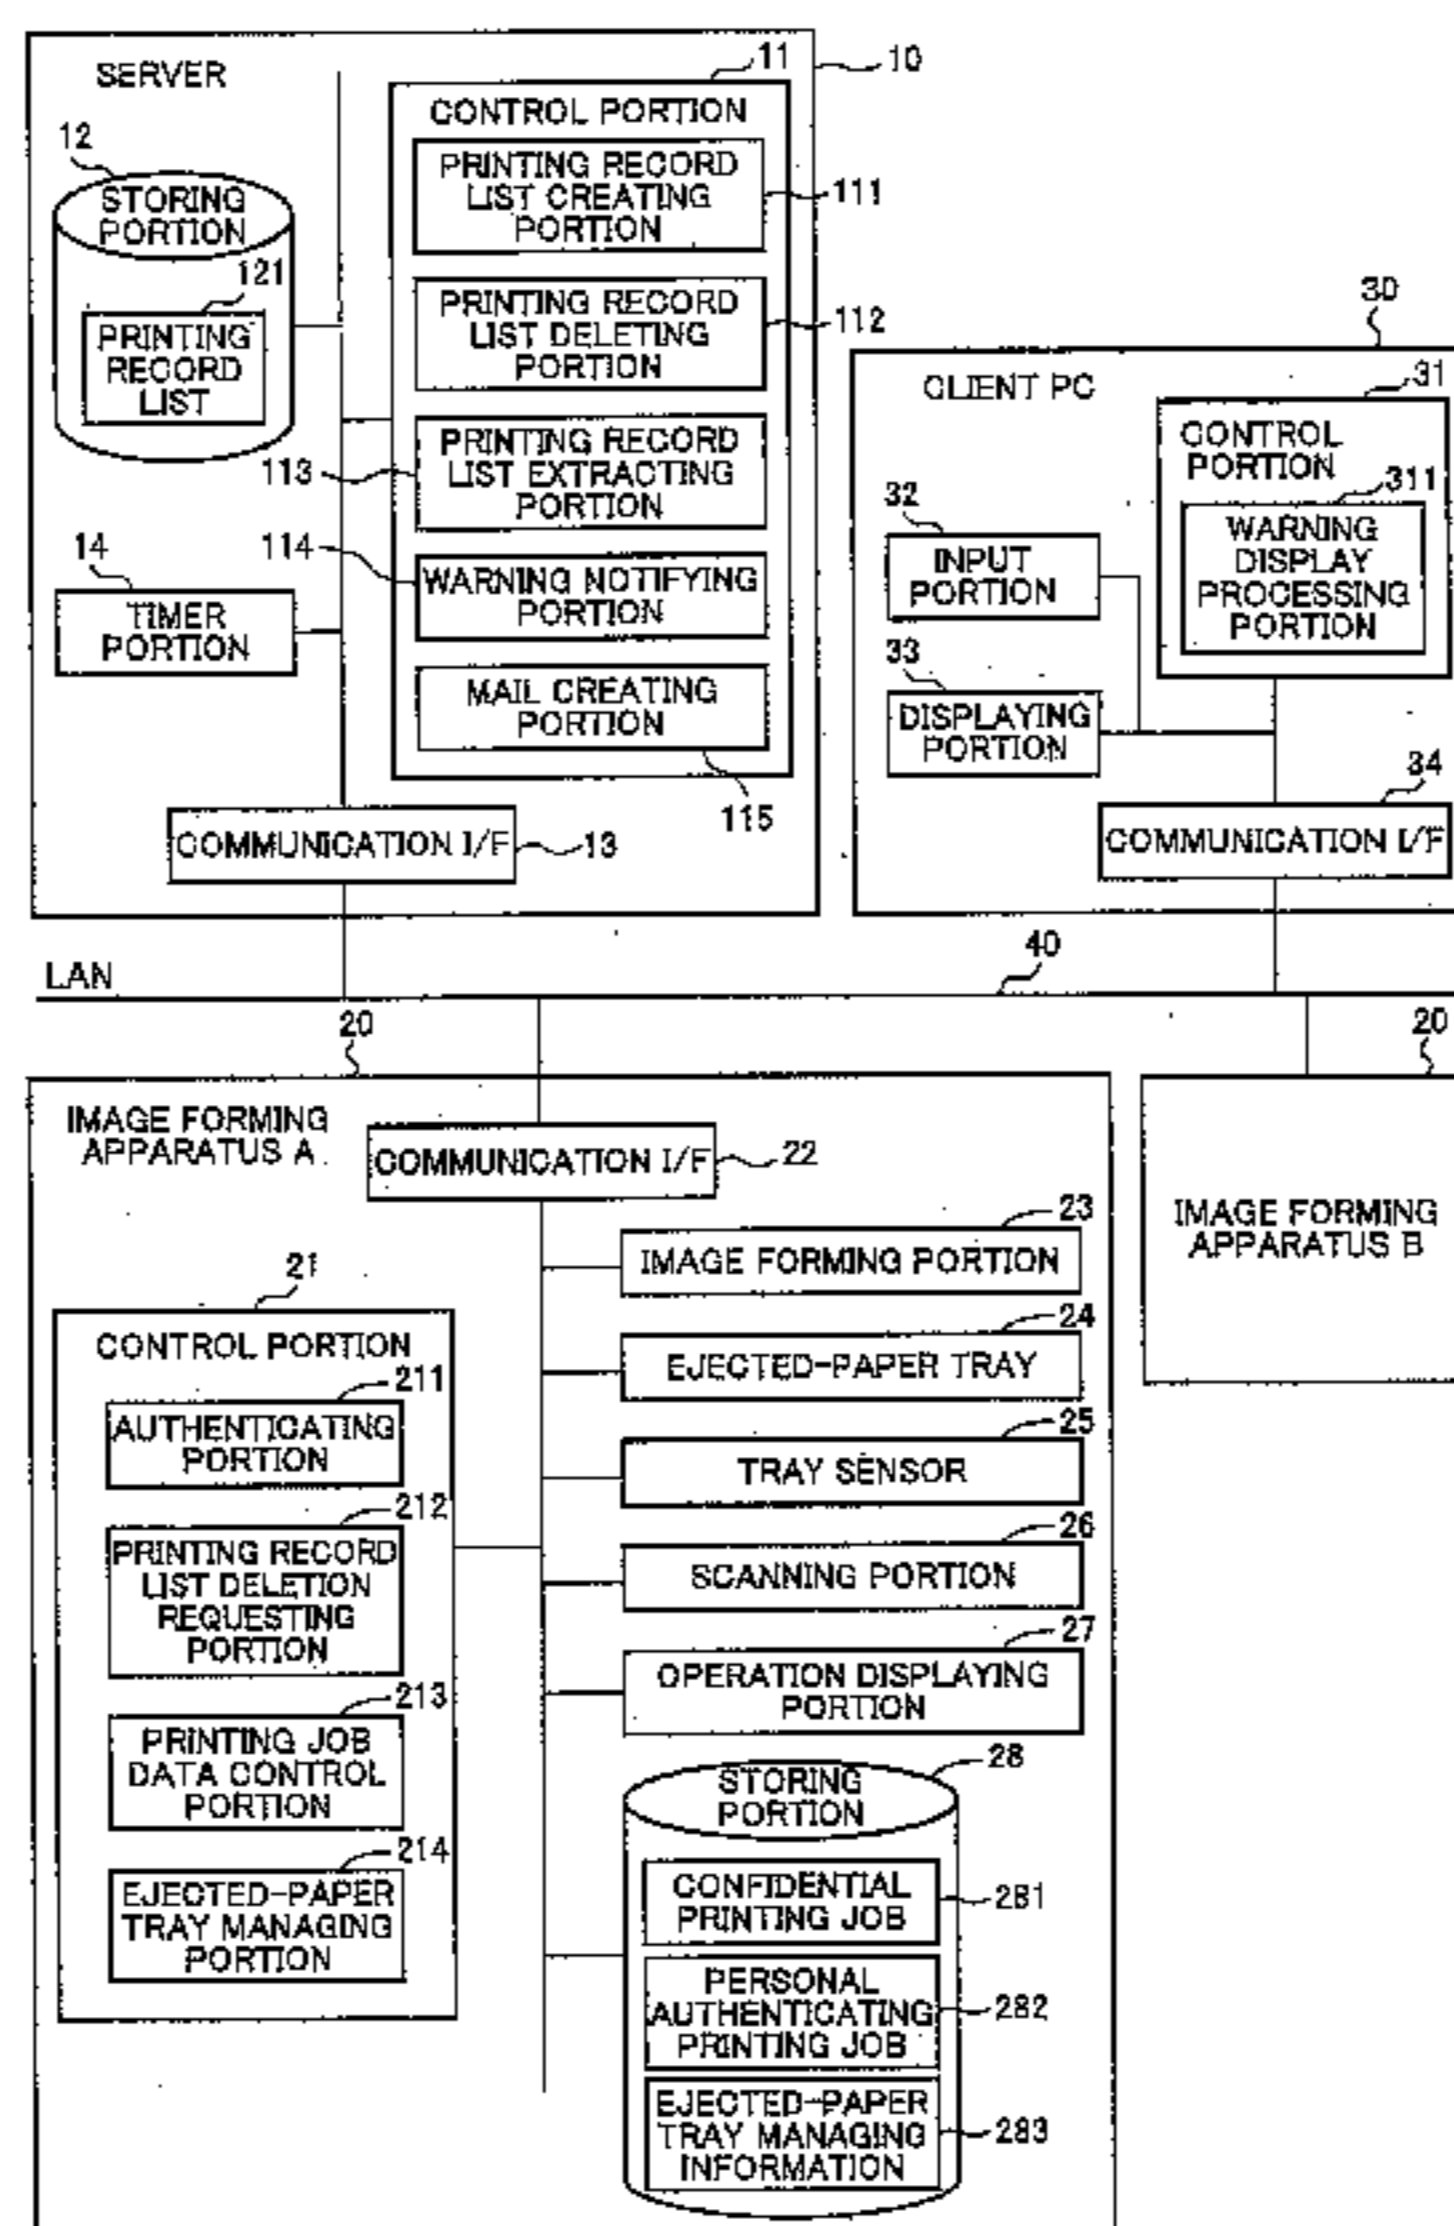 SERVER
10
11
CONTROL PORTION
12
STORING
PORTION
121
PRINTING
RECORD
LIST
PRINTING RECORD
LIST CREATING
PORTION
111
PRINTING RECORD
LIST DELETING
PORTION
112
PRINTING RECORD
LIST EXTRACTING
PORTION
113
114
WARNING NOTIFYING
PORTION
14
TIMER
PORTION
MAIL CREATING
PORTION
115
COMMUNICATION I/F
13
30
CLIENT PC
31
CONTROL
PORTION
311
WARNING
DISPLAY
PROCESSING
PORTION
32
INPUT
PORTION
33
DISPLAYING
PORTION
34
COMMUNICATION I/F
LAN
40
20
IMAGE FORMING
APPARATUS A
COMMUNICATION I/F
22
20
IMAGE FORMING
APPARATUS B
21
CONTROL PORTION
211
AUTHENTICATING
PORTION
212
PRINTING RECORD
LIST DELETION
REQUESTING
PORTION
213
PRINTING JOB
DATA CONTROL
PORTION
214
EJECTED-PAPER
TRAY MANAGING
PORTION
23
IMAGE FORMING PORTION
24
EJECTED-PAPER TRAY
25
TRAY SENSOR
26
SCANNING PORTION
27
OPERATION DISPLAYING
PORTION
28
STORING
PORTION
CONFIDENTIAL
PRINTING JOB
281
PERSONAL
AUTHENTICATING
PRINTING JOB
282
EJECTED-PAPER
TRAY MANAGING
INFORMATION
283